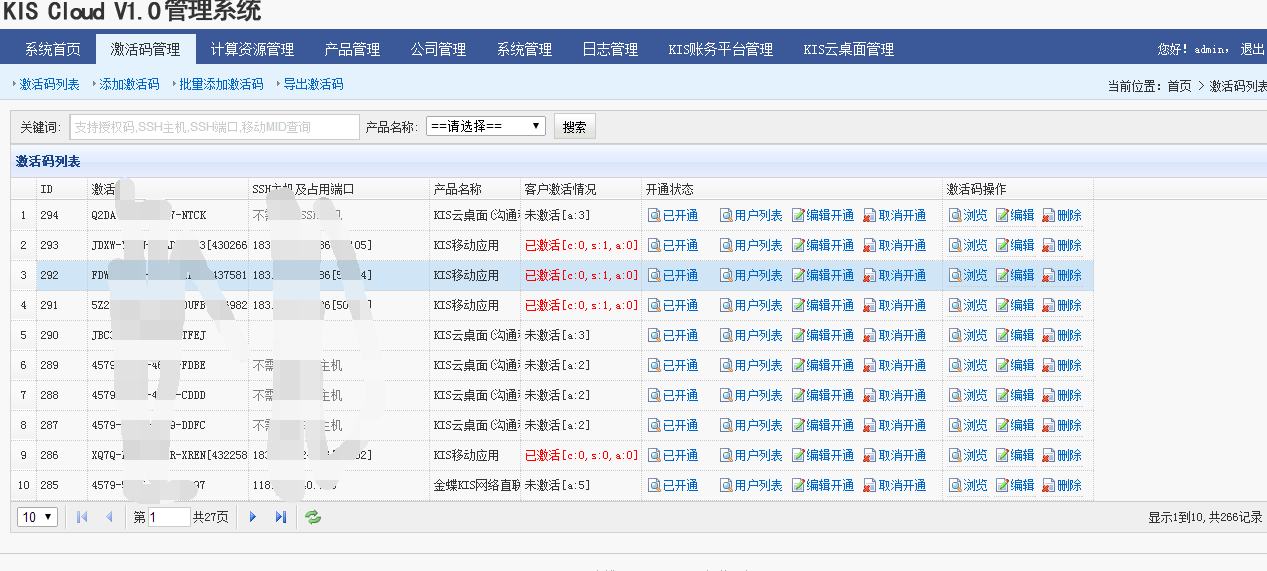 KIS Cloud V1.0管理系统
系统首页 激活码管理 计算资源管理 产品管理 公司管理 系统管理 日志管理 KIS账务平台管理 KIS云桌面管理 您好! admin, 退出
激活码列表 添加激活码 批量添加激活码 导出激活码 当前位置: 首页 > 激活码列表
关键词: 支持授权码,SSH主机,SSH端口,移动MID查询 产品名称: ==请选择== 搜索
激活码列表
ID 激活 SSH主机及占用端口 产品名称 客户激活情况 开通状态 激活码操作
1 294 Q2DA 7-NTCK 不需 SSH KIS云桌面(沟通 未激活[a:3] 已开通 用户列表 编辑开通 取消开通 浏览 编辑 删除
2 293 JDXW- 3[430266 183. 05] KIS移动应用 已激活[c:0,s:1,a:0] 已开通 用户列表 编辑开通 取消开通 浏览 编辑 删除
3 292 FDW 437581 183. 86[5 4] KIS移动应用 已激活[c:0,s:1,a:0] 已开通 用户列表 编辑开通 取消开通 浏览 编辑 删除
4 291 5Z2 UFB 982 183. 6[50 ] KIS移动应用 已激活[c:0,s:1,a:0] 已开通 用户列表 编辑开通 取消开通 浏览 编辑 删除
5 290 JBC TFEJ KIS云桌面(沟通 未激活[a:3] 已开通 用户列表 编辑开通 取消开通 浏览 编辑 删除
6 289 4579 -FDBE 不需 主机 KIS云桌面(沟通 未激活[a:2] 已开通 用户列表 编辑开通 取消开通 浏览 编辑 删除
7 288 4579 -CDDD 不需 主机 KIS云桌面(沟通 未激活[a:2] 已开通 用户列表 编辑开通 取消开通 浏览 编辑 删除
8 287 4579- 9-DDFC 不需 主机 KIS云桌面(沟通 未激活[a:2] 已开通 用户列表 编辑开通 取消开通 浏览 编辑 删除
9 286 XQ7Q- R-XREN[432258 183. 02] KIS移动应用 已激活[c:0,s:0,a:0] 已开通 用户列表 编辑开通 取消开通 浏览 编辑 删除
10 285 4579- 97 118. 金蝶KIS网络直联 未激活[a:5] 已开通 用户列表 编辑开通 取消开通 浏览 编辑 删除
10 第 1 共27页 显示1到10,共266记录